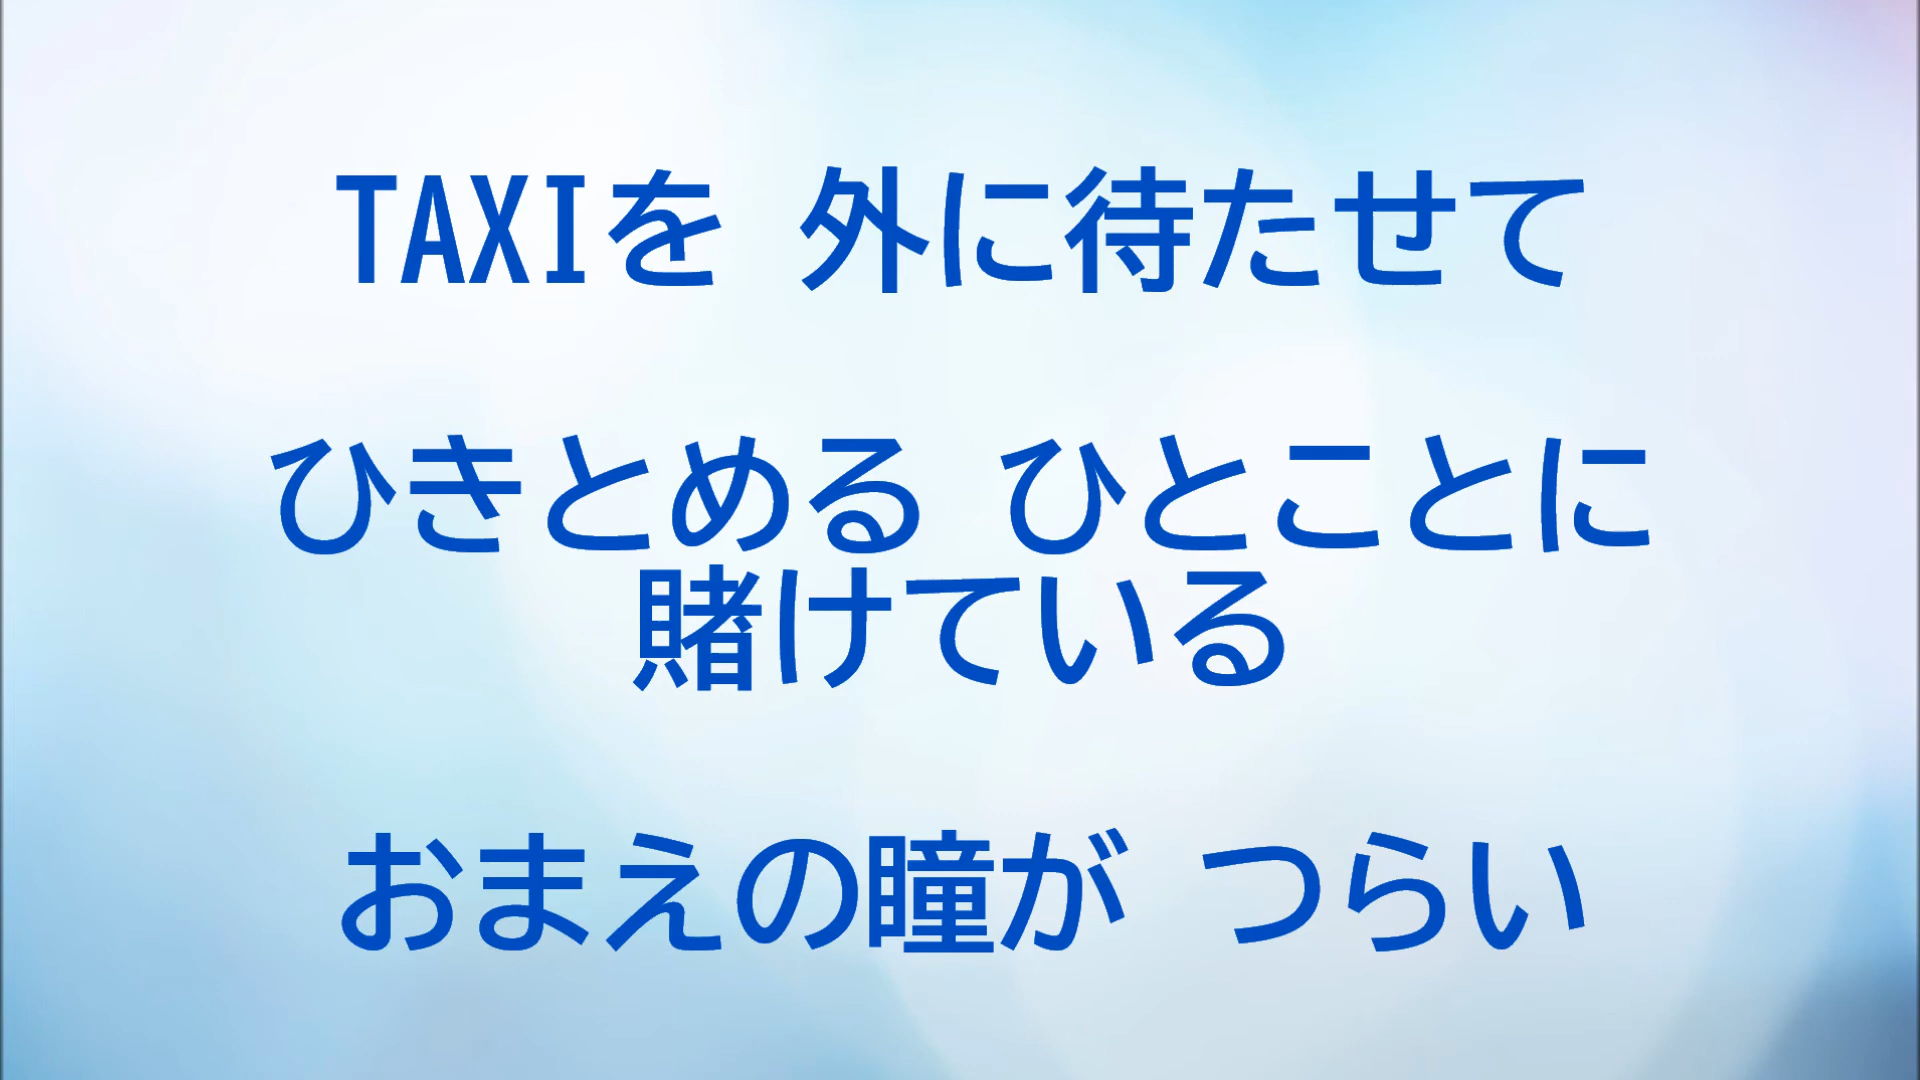 TAXIを 外に待たせて
ひきとめる ひとことに
賭けている
おまえの瞳が つらい